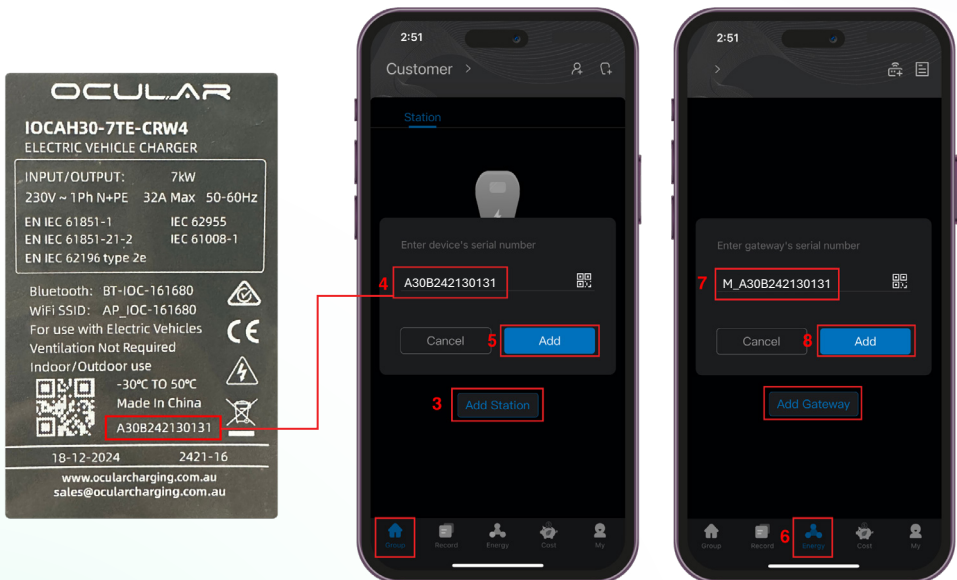 OCULAR
IOCAH30-7TE-CRW4
ELECTRIC VEHICLE CHARGER
INPUT/OUTPUT: 7kW
230V ~ 1Ph N+PE 32A Max 50-60Hz
EN IEC 61851-1 IEC 62955
EN IEC 61851-21-2 IEC 61008-1
EN IEC 62196 type 2e
Bluetooth: BT-IOC-161680
WiFi SSID: AP_IOC-161680
For use with Electric Vehicles
Ventilation Not Required
Indoor/Outdoor use
CE
-30℃ TO 50℃
Made In China
A30B242130131
18-12-2024 2421-16
www.ocularcharging.com.au
sales@ocularcharging.com.au
2:51
Customer >
Station
Enter device's serial number
4 A30B242130131
Cancel 5 Add
3 Add Station
Group Record Energy Cost My
2:51
>
Enter gateway's serial number
7 M_A30B242130131
Cancel 8 Add
Add Gateway
6
Group Record Energy Cost My